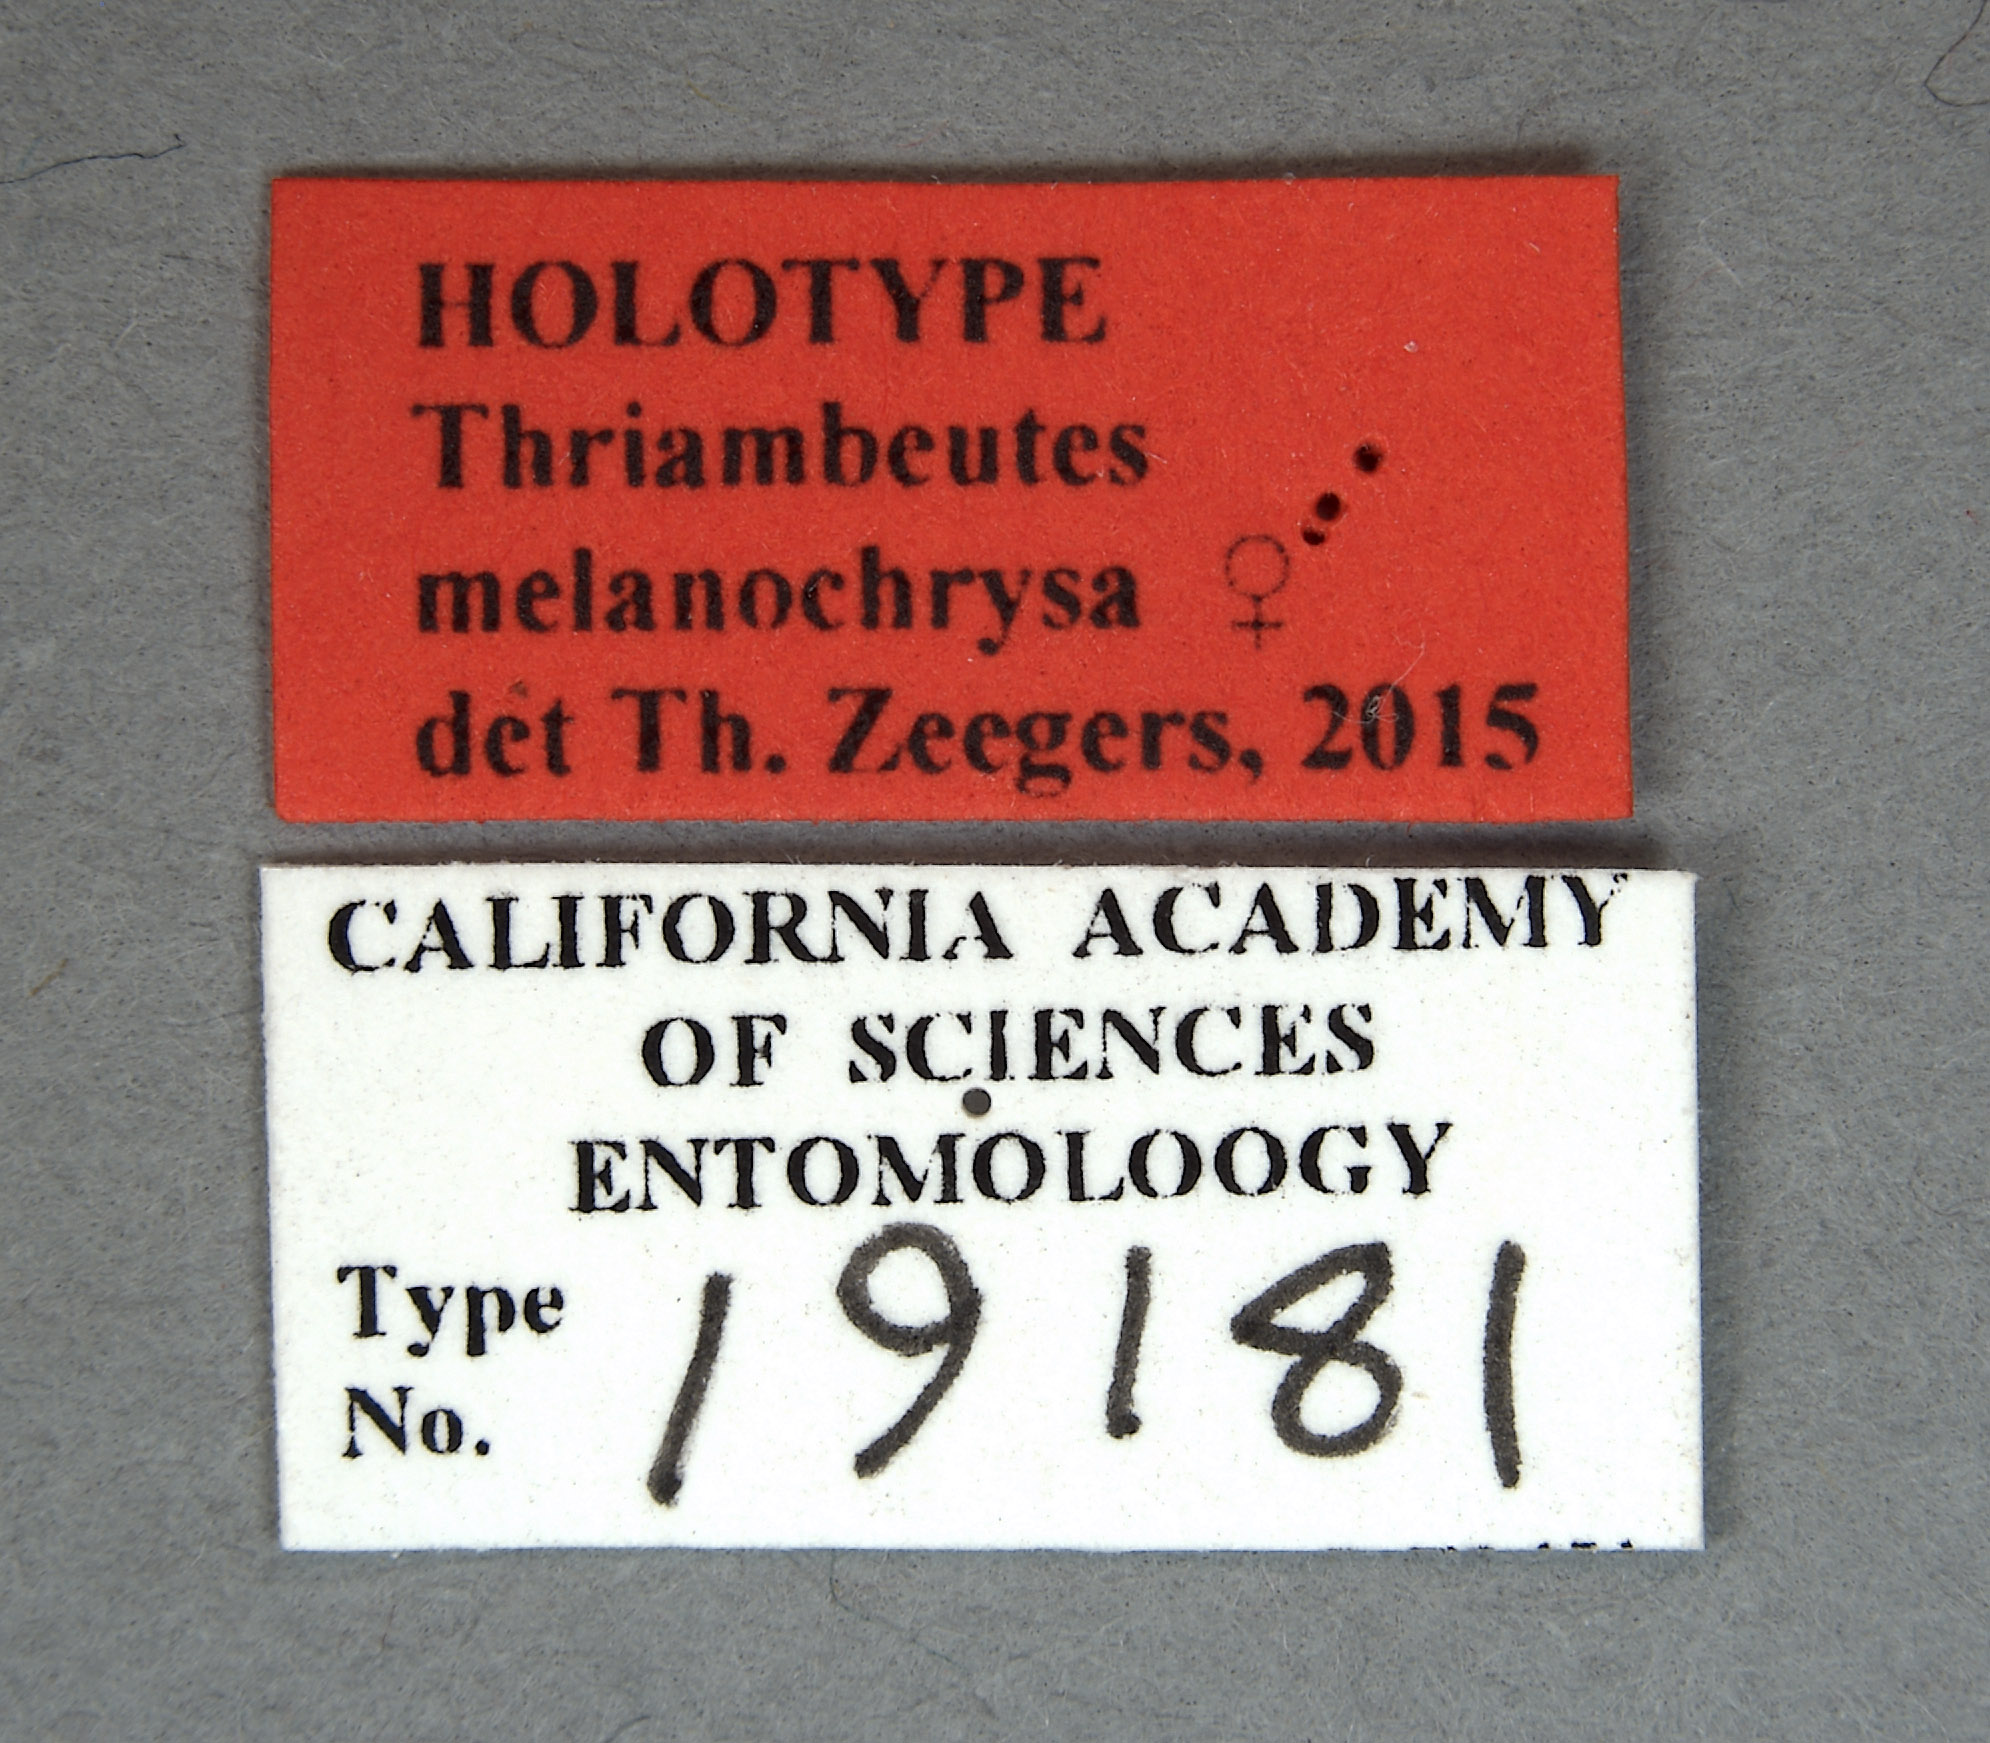 HOLOTYPE
Thriambeutes
melanochrysa ♀
det Th. Zeegers, 2015
CALIFORNIA ACADEMY
OF SCIENCES
ENTOMOLOOGY
Type
No. 19181